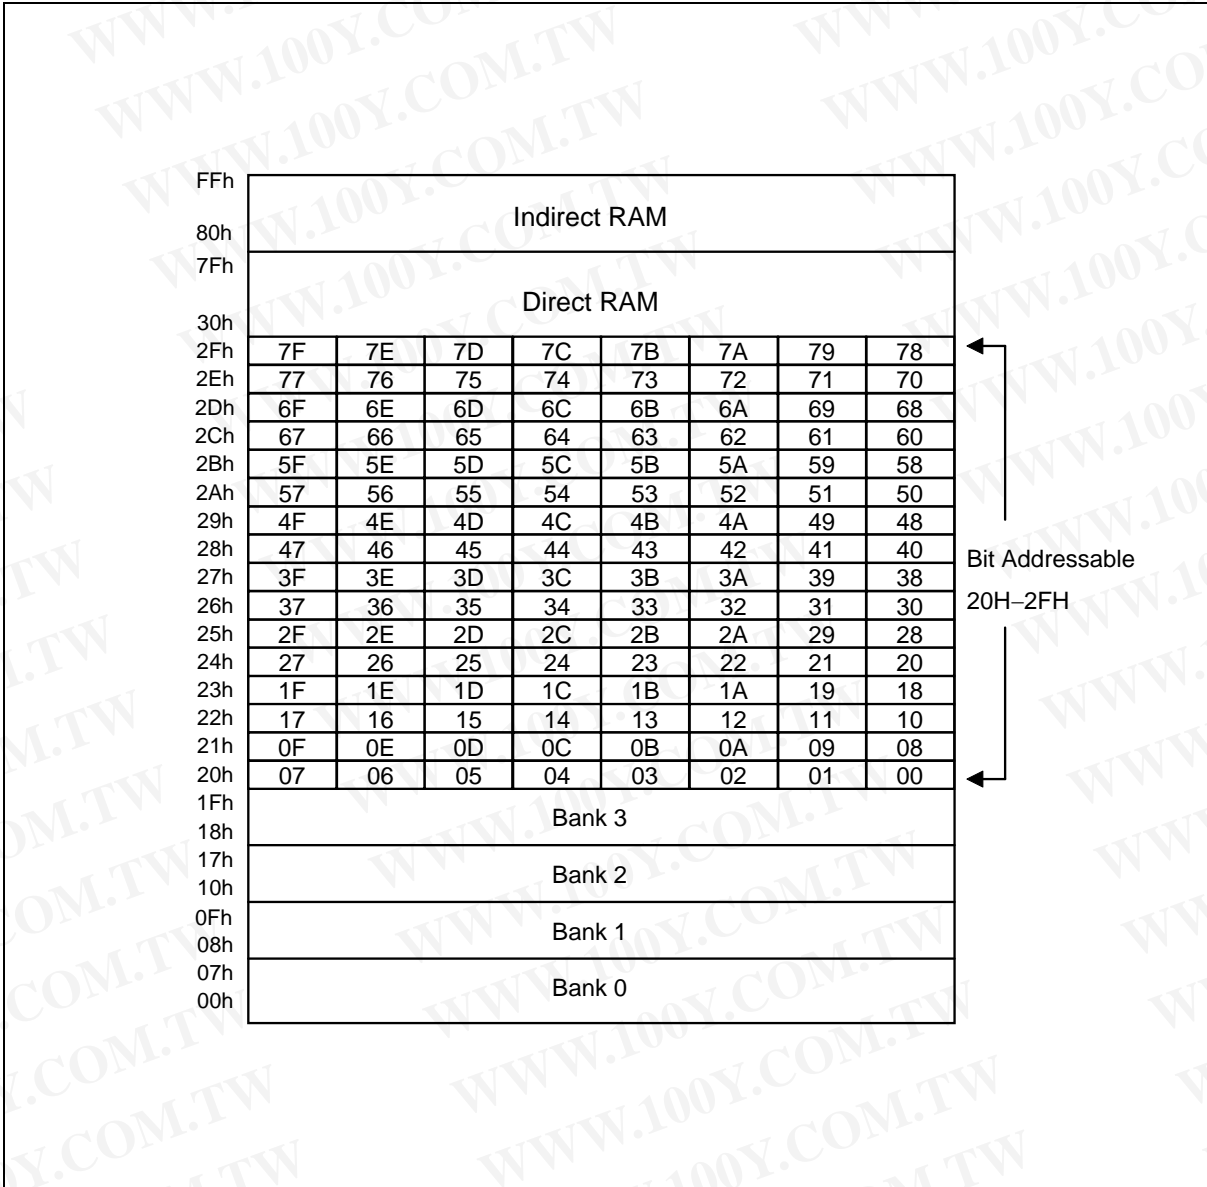 WWW.100Y.COM.TW
FFh
Indirect RAM
80h
7Fh
Direct RAM
30h
2Fh 7F 7E 7D 7C 7B 7A 79 78
2Eh 77 76 75 74 73 72 71 70
2Dh 6F 6E 6D 6C 6B 6A 69 68
2Ch 67 66 65 64 63 62 61 60
2Bh 5F 5E 5D 5C 5B 5A 59 58
2Ah 57 56 55 54 53 52 51 50
29h 4F 4E 4D 4C 4B 4A 49 48
28h 47 46 45 44 43 42 41 40
27h 3F 3E 3D 3C 3B 3A 39 38
26h 37 36 35 34 33 32 31 30
25h 2F 2E 2D 2C 2B 2A 29 28
24h 27 26 25 24 23 22 21 20
23h 1F 1E 1D 1C 1B 1A 19 18
22h 17 16 15 14 13 12 11 10
21h 0F 0E 0D 0C 0B 0A 09 08
20h 07 06 05 04 03 02 01 00
Bit Addressable
20H–2FH
1Fh
Bank 3
18h
17h
Bank 2
10h
0Fh
Bank 1
08h
07h
Bank 0
00h